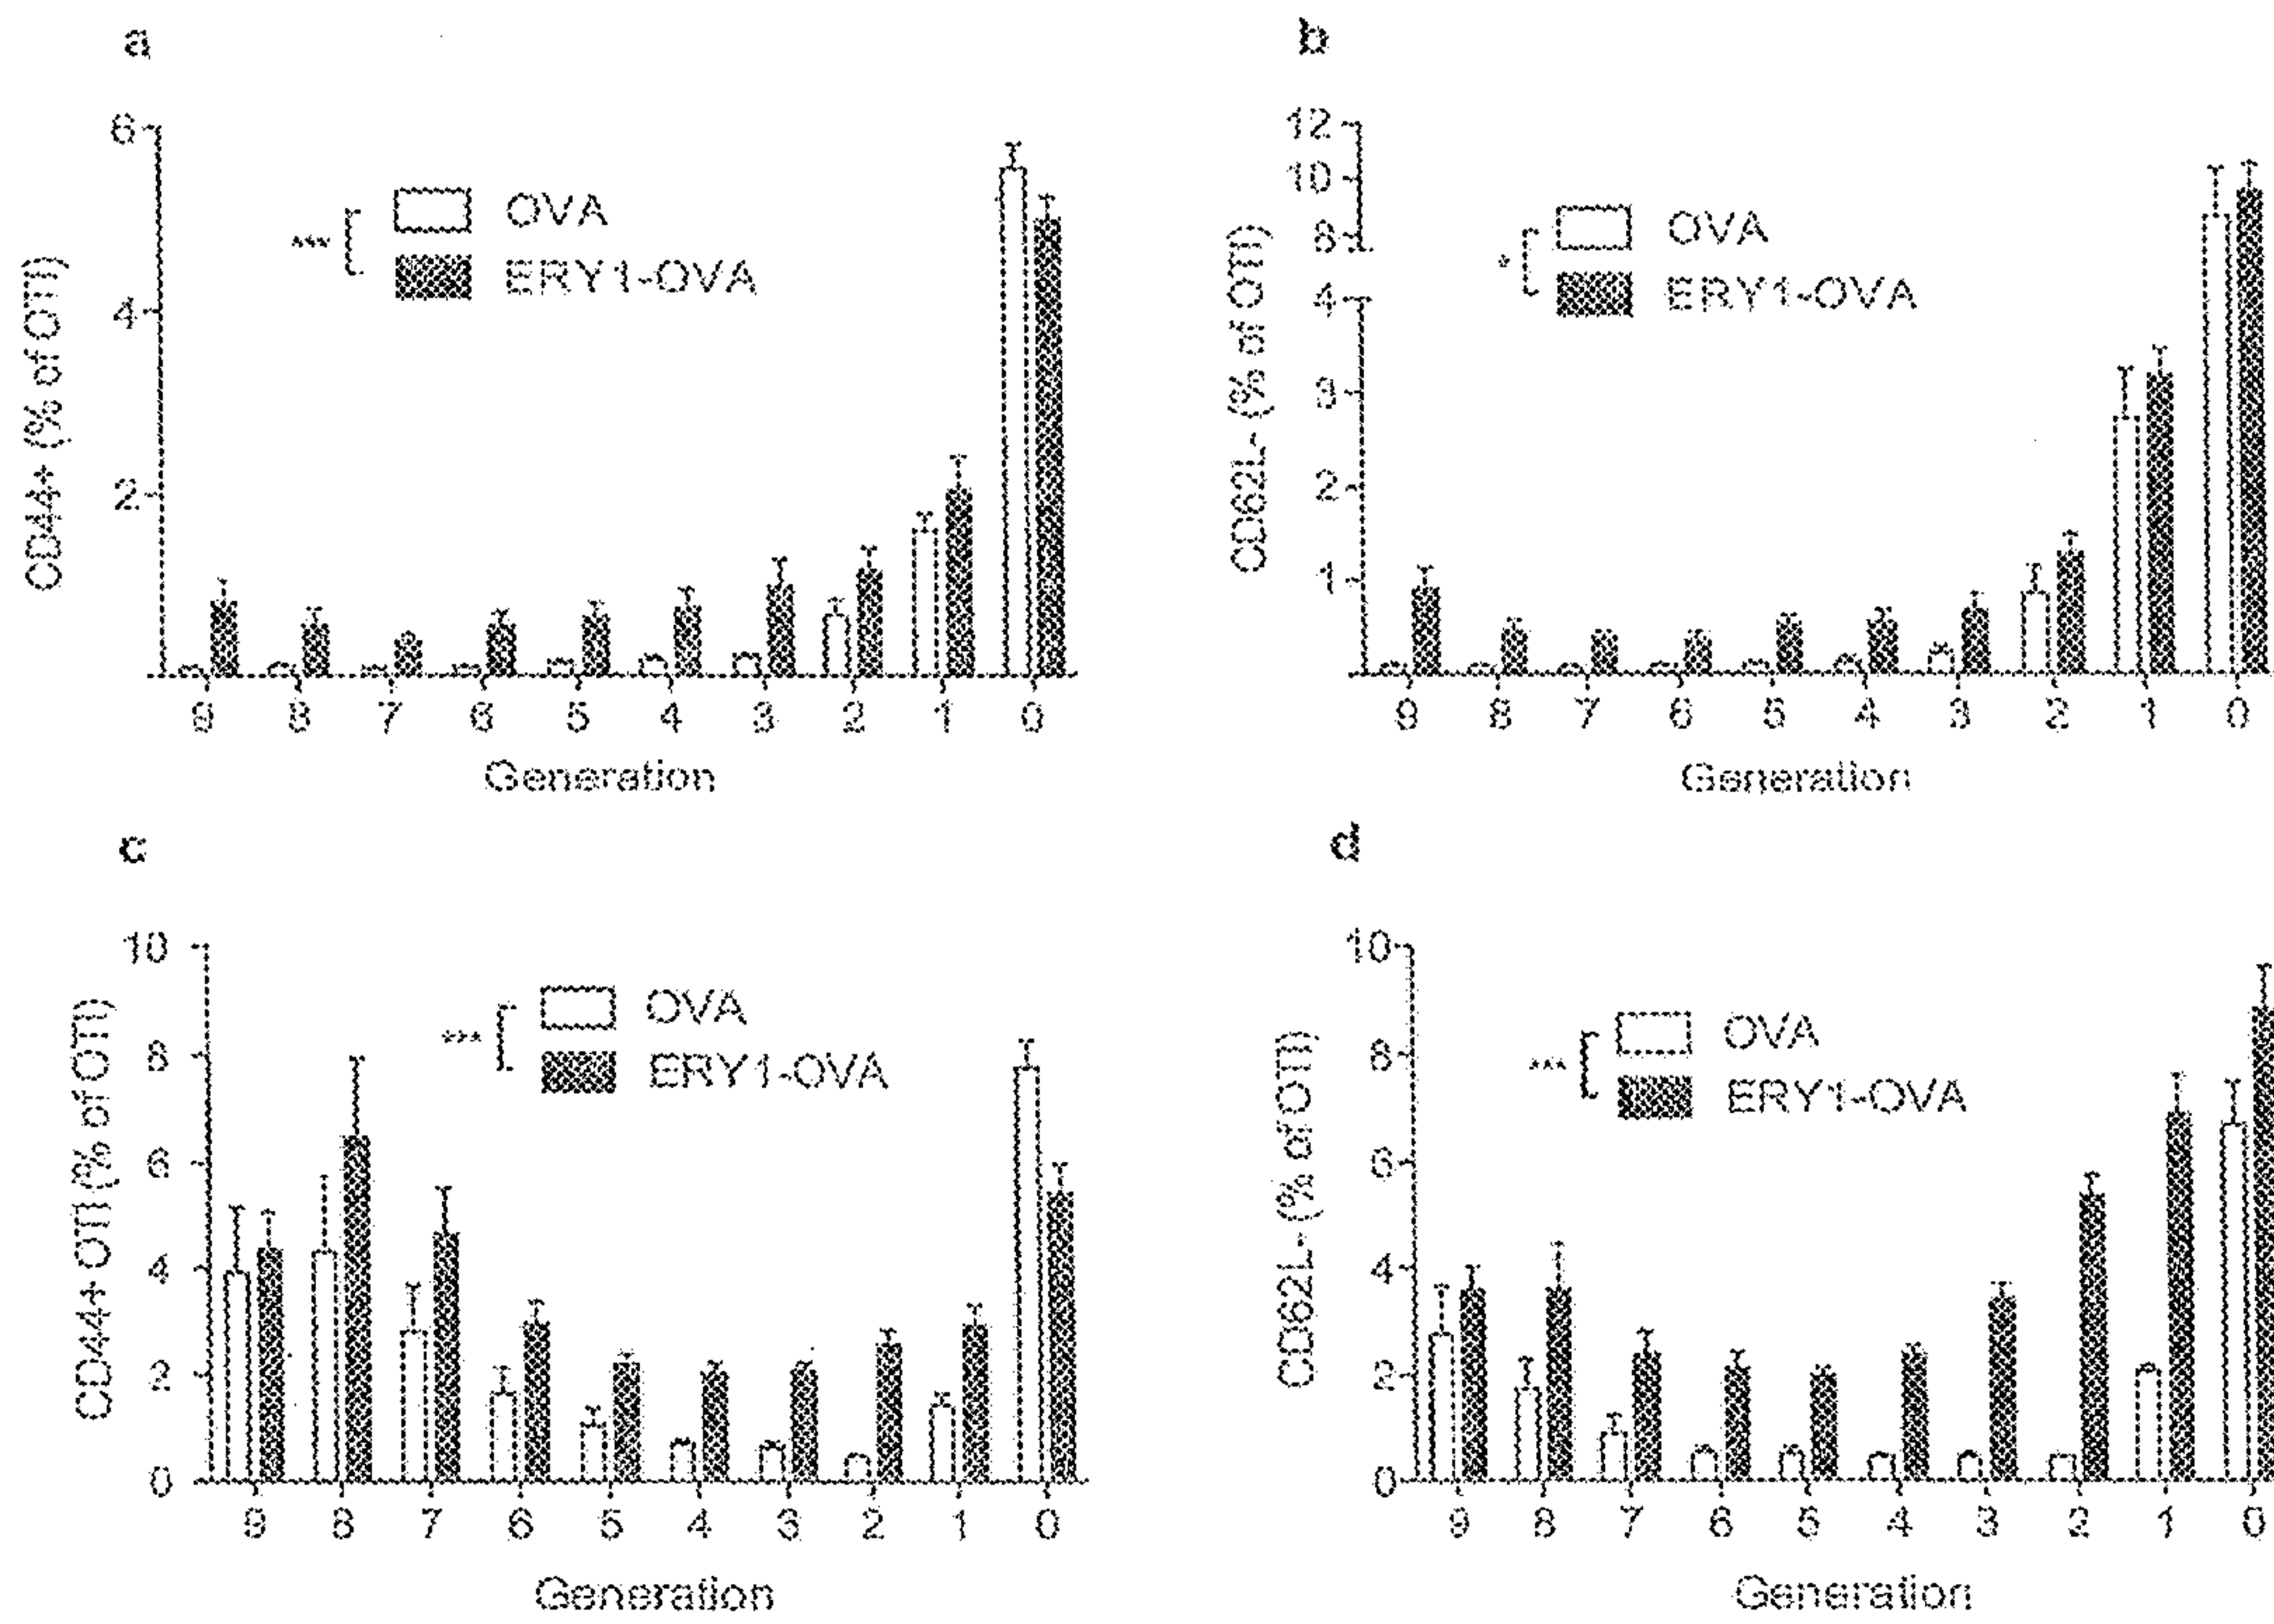 a
6
4
2
CD44+ (% of OTI)
***
OVA
ERY1-OVA
9 8 7 6 5 4 3 2 1 0
Generation
b
12
10
8
4
3
2
1
CD62L- (% of OTI)
*
OVA
ERY1-OVA
9 8 7 6 5 4 3 2 1 0
Generation
c
10
8
6
4
2
0
CD44+ OTI (% of OTI)
***
OVA
ERY1-OVA
9 8 7 6 5 4 3 2 1 0
Generation
d
10
8
6
4
2
0
CD62L- (% of OTI)
***
OVA
ERY1-OVA
9 8 7 6 5 4 3 2 1 0
Generation